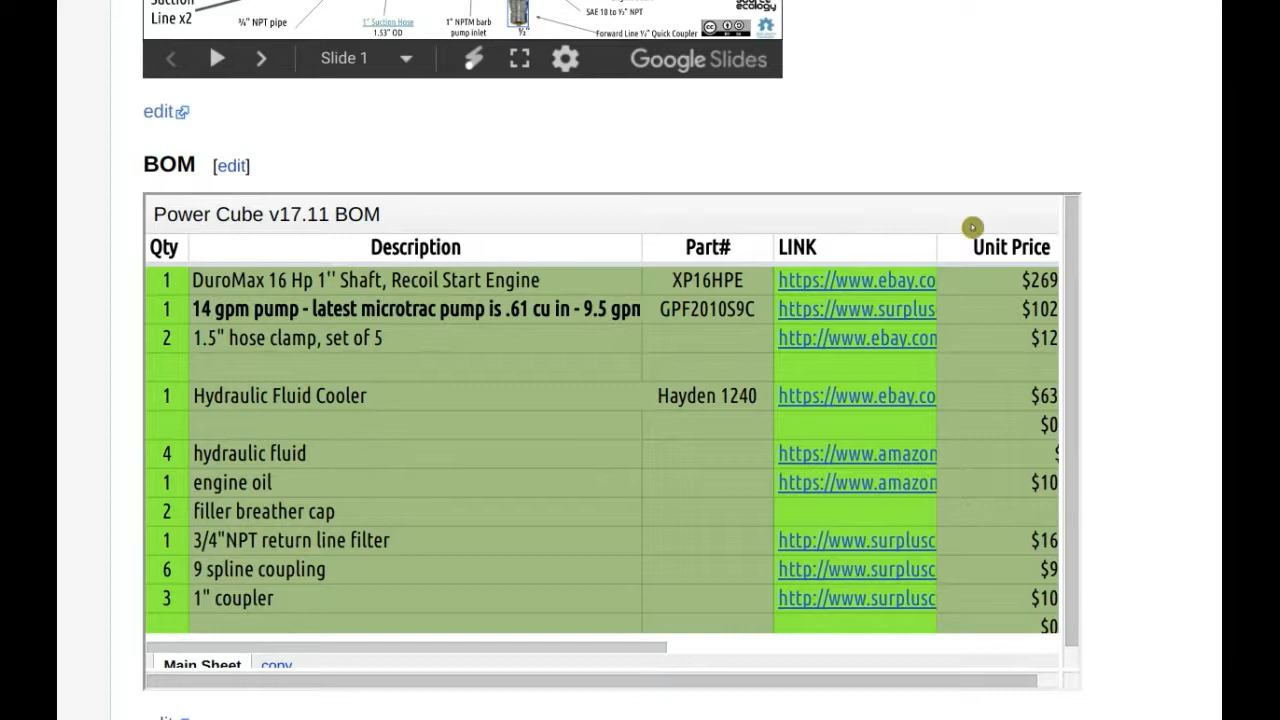 Suction
Line x2
¾" NPT pipe
1" Suction Hose
1.53" OD
1" NPTM barb
pump inlet
½"
SAE 10 to ½" NPT
Forward Line ½" Quick Coupler
ecology
Slide 1
Google Slides
edit
BOM [edit]
Power Cube v17.11 BOM
Qty Description Part# LINK Unit Price
1 DuroMax 16 Hp 1'' Shaft, Recoil Start Engine XP16HPE https://www.ebay.co $269
1 14 gpm pump - latest microtrac pump is .61 cu in - 9.5 gpn GPF2010S9C https://www.surplus $102
2 1.5" hose clamp, set of 5 http://www.ebay.con $12
1 Hydraulic Fluid Cooler Hayden 1240 https://www.ebay.co $63
$0
4 hydraulic fluid https://www.amazon $
1 engine oil https://www.amazon $10
2 filler breather cap
1 3/4"NPT return line filter http://www.surplusc $16
6 9 spline coupling http://www.surplusc $9
3 1" coupler http://www.surplusc $10
$0
Main Sheet copy